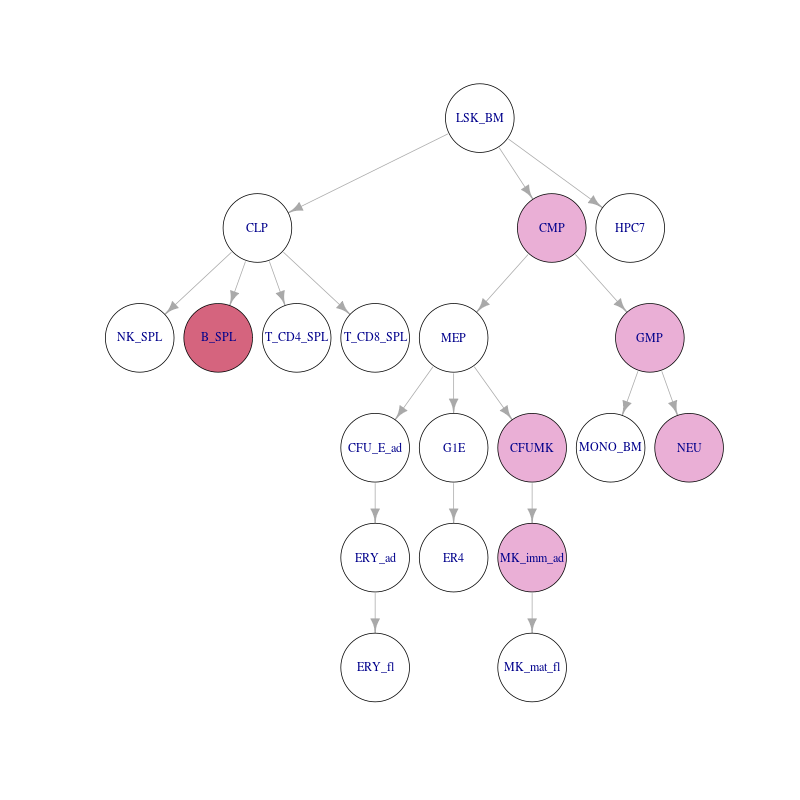 LSK_BM
CLP
CMP
HPC7
NK_SPL
B_SPL
T_CD4_SPL
T_CD8_SPL
MEP
GMP
CFU_E_ad
G1E
CFUMK
MONO_BM
NEU
ERY_ad
ER4
MK_imm_ad
ERY_fl
MK_mat_fl